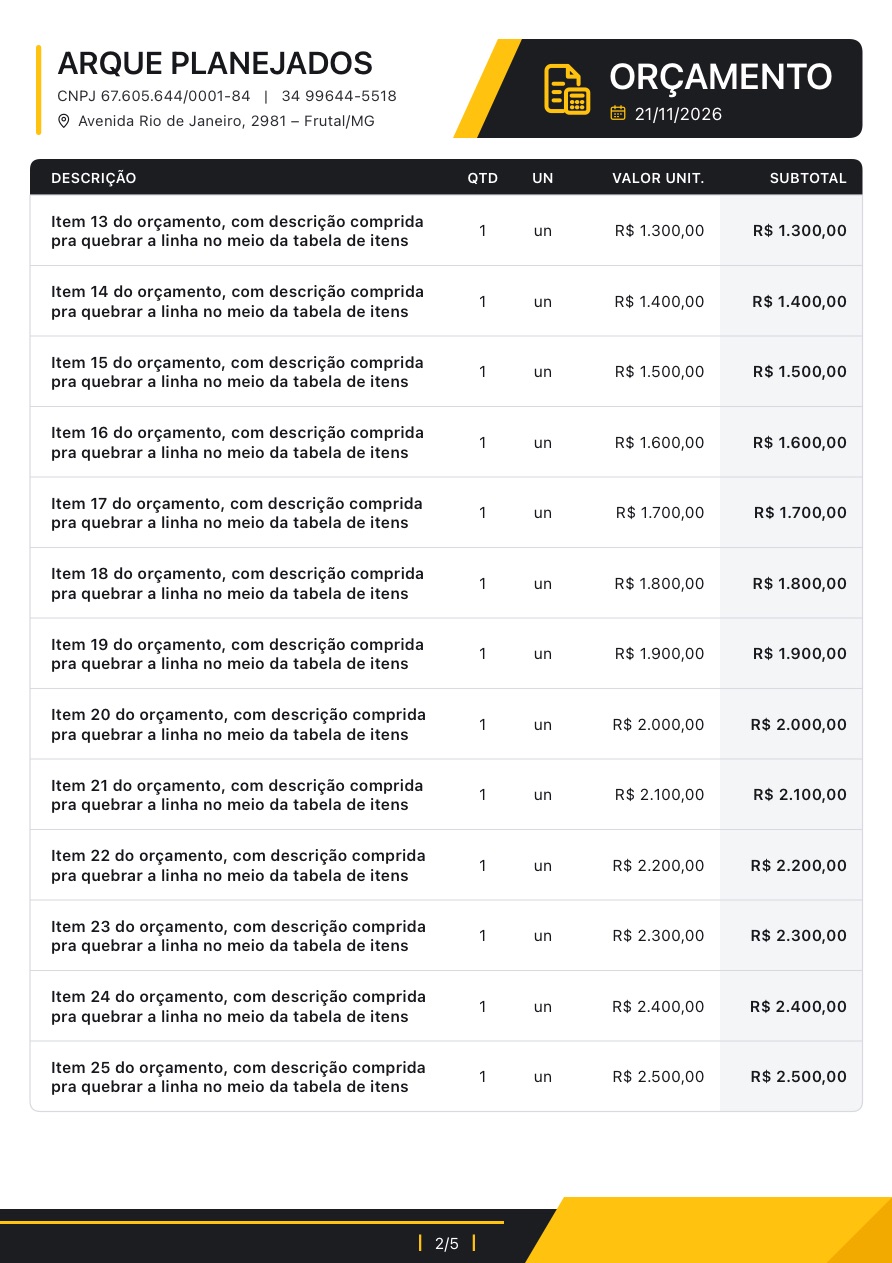 ARQUE PLANEJADOS
CNPJ 67.605.644/0001-84 | 34 99644-5518
Avenida Rio de Janeiro, 2981 – Frutal/MG
ORÇAMENTO
21/11/2026
DESCRIÇÃO QTD UN VALOR UNIT. SUBTOTAL
Item 13 do orçamento, com descrição comprida
pra quebrar a linha no meio da tabela de itens
1 un R$ 1.300,00 R$ 1.300,00
Item 14 do orçamento, com descrição comprida
pra quebrar a linha no meio da tabela de itens
1 un R$ 1.400,00 R$ 1.400,00
Item 15 do orçamento, com descrição comprida
pra quebrar a linha no meio da tabela de itens
1 un R$ 1.500,00 R$ 1.500,00
Item 16 do orçamento, com descrição comprida
pra quebrar a linha no meio da tabela de itens
1 un R$ 1.600,00 R$ 1.600,00
Item 17 do orçamento, com descrição comprida
pra quebrar a linha no meio da tabela de itens
1 un R$ 1.700,00 R$ 1.700,00
Item 18 do orçamento, com descrição comprida
pra quebrar a linha no meio da tabela de itens
1 un R$ 1.800,00 R$ 1.800,00
Item 19 do orçamento, com descrição comprida
pra quebrar a linha no meio da tabela de itens
1 un R$ 1.900,00 R$ 1.900,00
Item 20 do orçamento, com descrição comprida
pra quebrar a linha no meio da tabela de itens
1 un R$ 2.000,00 R$ 2.000,00
Item 21 do orçamento, com descrição comprida
pra quebrar a linha no meio da tabela de itens
1 un R$ 2.100,00 R$ 2.100,00
Item 22 do orçamento, com descrição comprida
pra quebrar a linha no meio da tabela de itens
1 un R$ 2.200,00 R$ 2.200,00
Item 23 do orçamento, com descrição comprida
pra quebrar a linha no meio da tabela de itens
1 un R$ 2.300,00 R$ 2.300,00
Item 24 do orçamento, com descrição comprida
pra quebrar a linha no meio da tabela de itens
1 un R$ 2.400,00 R$ 2.400,00
Item 25 do orçamento, com descrição comprida
pra quebrar a linha no meio da tabela de itens
1 un R$ 2.500,00 R$ 2.500,00
| 2/5 |